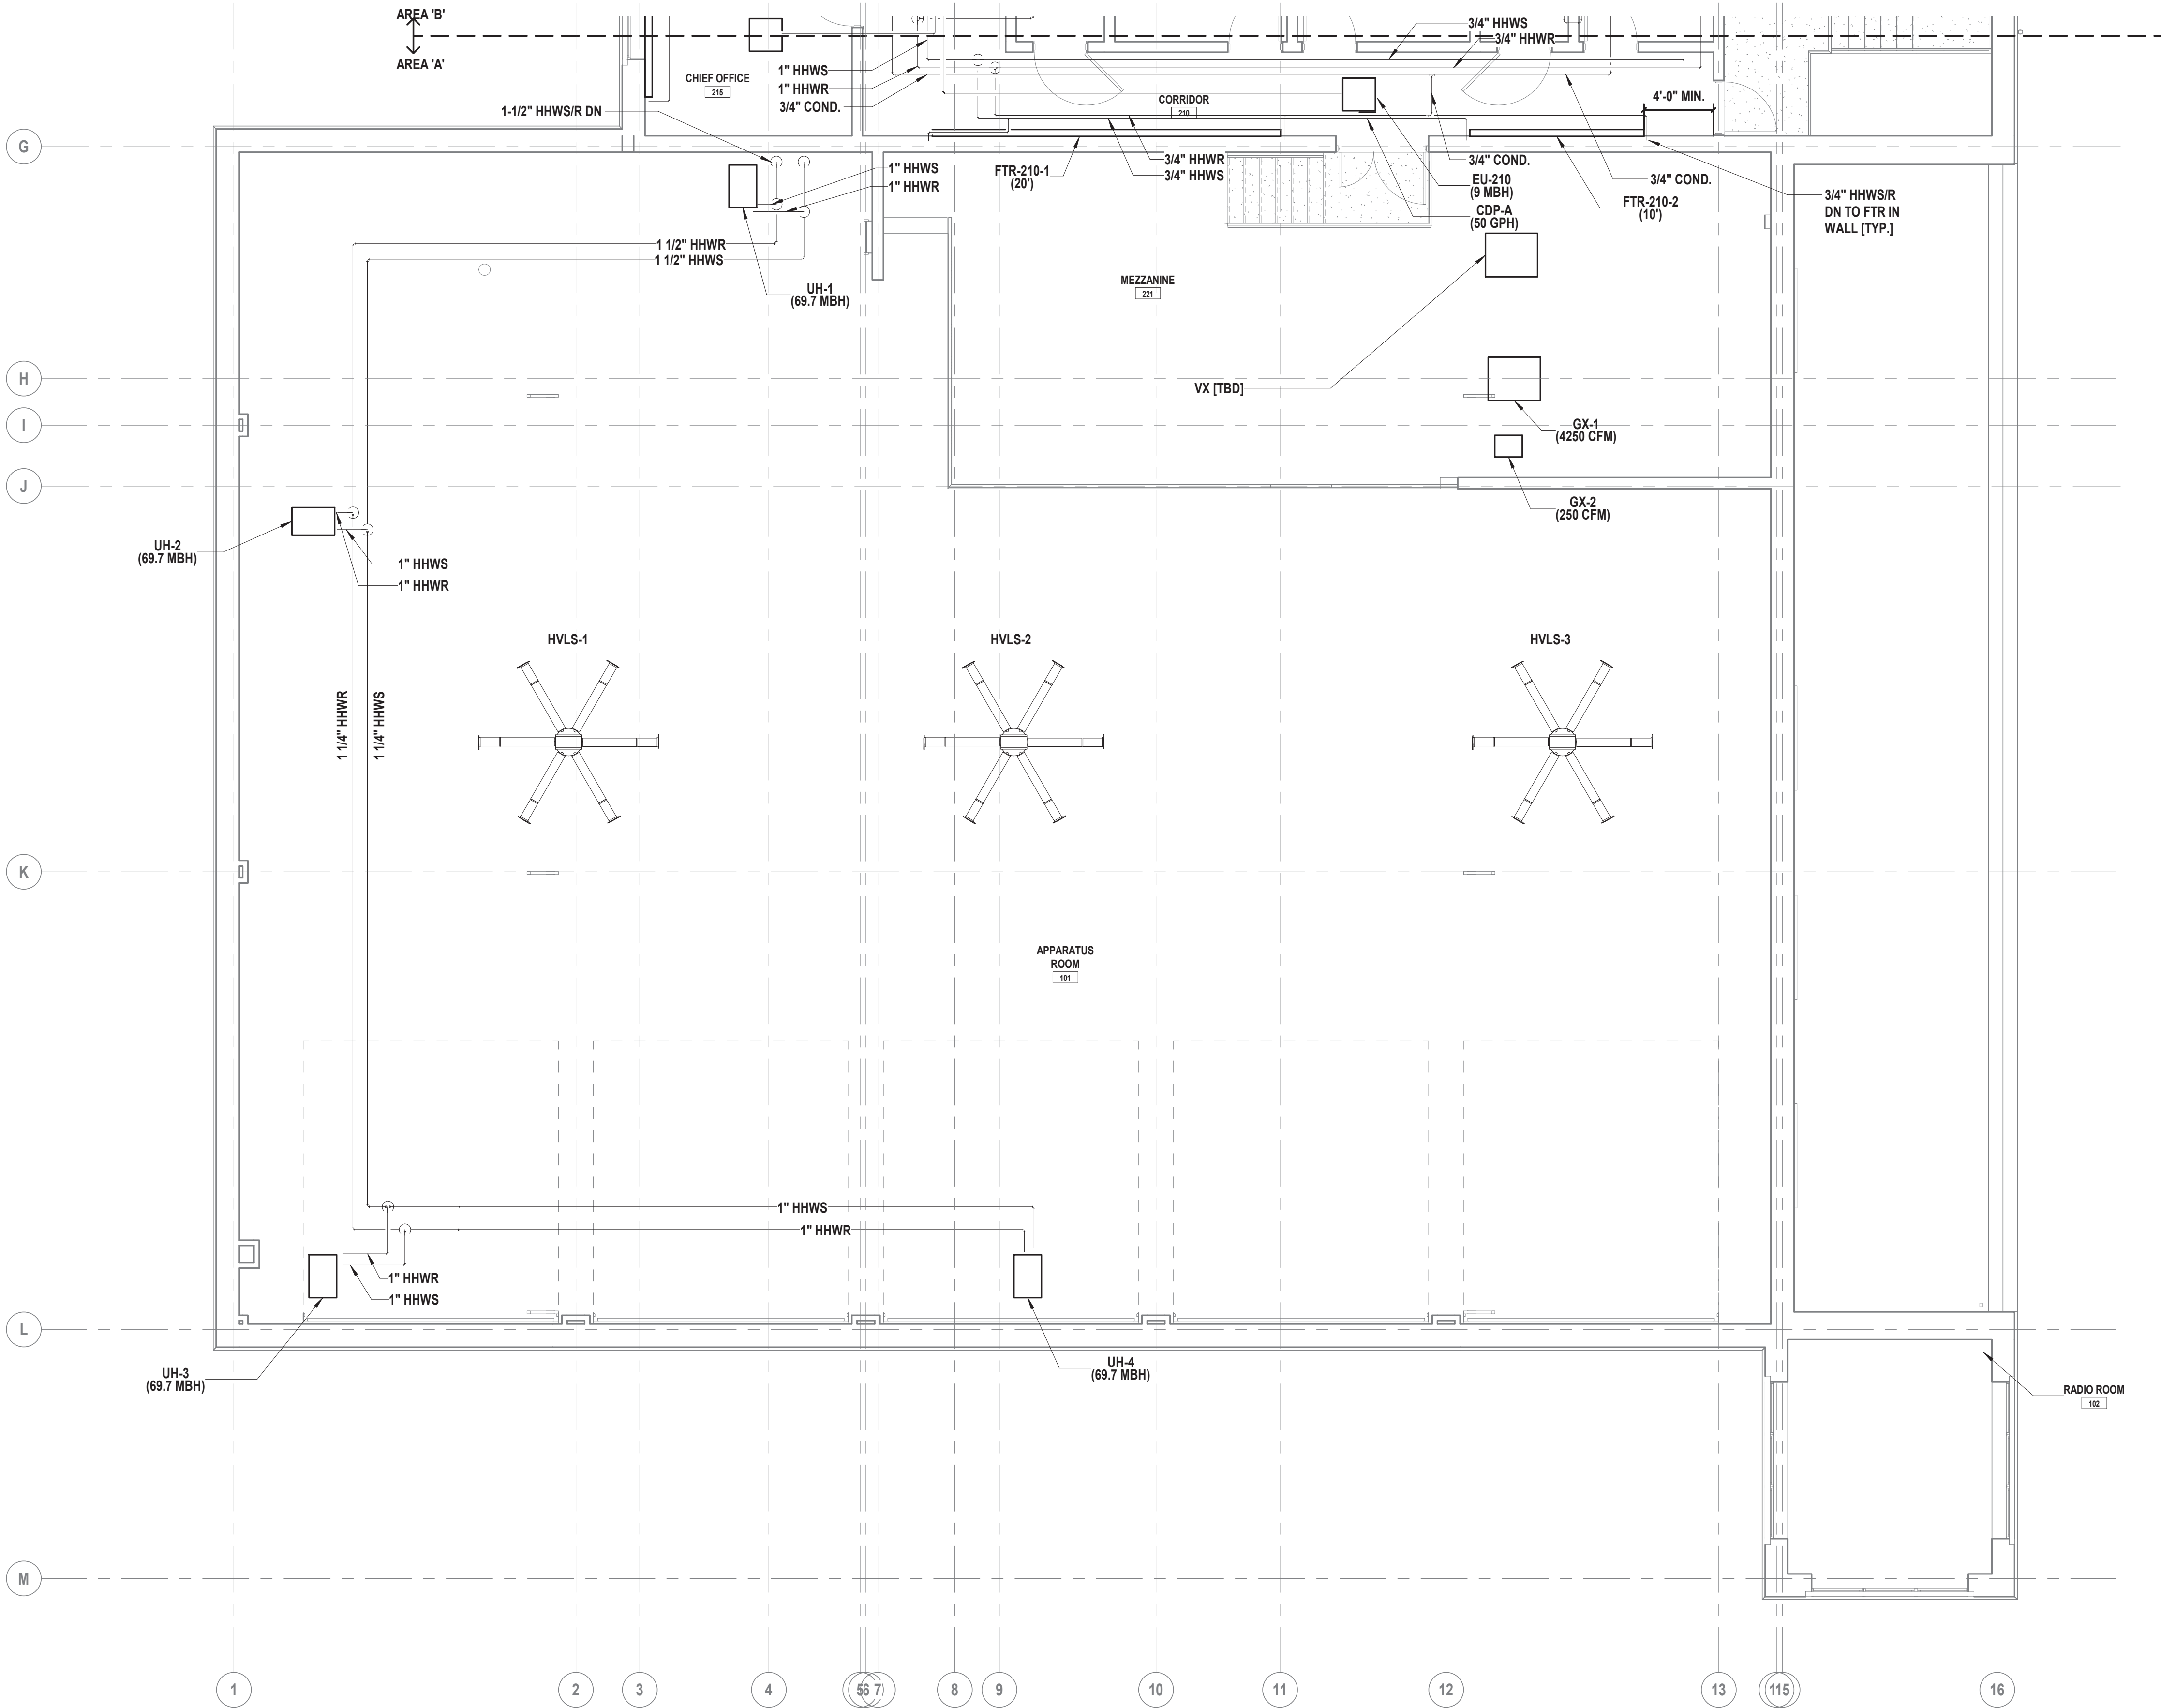 AREA 'B'
AREA 'A'
3/4" HHWS
3/4" HHWR
CHIEF OFFICE
215
1" HHWS
1" HHWR
3/4" COND.
1-1/2" HHWS/R DN
CORRIDOR
210
4'-0" MIN.
G
1" HHWS
1" HHWR
FTR-210-1
(20')
3/4" HHWR
3/4" HHWS
3/4" COND.
EU-210
(9 MBH)
CDP-A
(50 GPH)
3/4" COND.
FTR-210-2
(10')
3/4" HHWS/R
DN TO FTR IN
WALL [TYP.]
1 1/2" HHWR
1 1/2" HHWS
UH-1
(69.7 MBH)
MEZZANINE
221
H
VX [TBD]
I
GX-1
(4250 CFM)
J
GX-2
(250 CFM)
UH-2
(69.7 MBH)
1" HHWS
1" HHWR
HVLS-1
HVLS-2
HVLS-3
1 1/4" HHWR
1 1/4" HHWS
K
APPARATUS
ROOM
101
1" HHWS
1" HHWR
1" HHWR
1" HHWS
L
UH-3
(69.7 MBH)
UH-4
(69.7 MBH)
RADIO ROOM
102
M
1
2
3
4
5
6
7
8
9
10
11
12
13
15
16